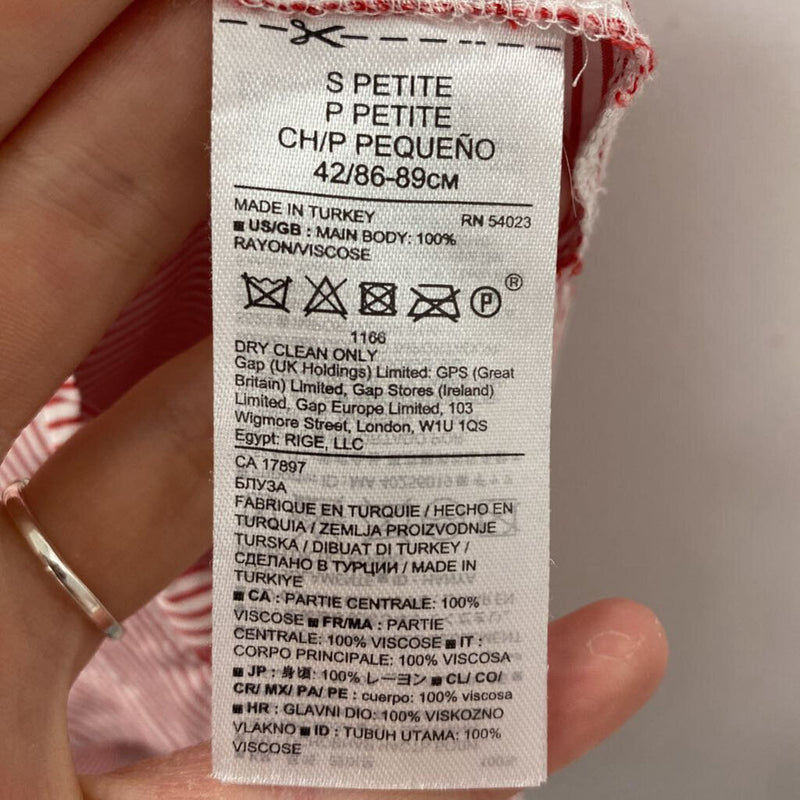 S PETITE
P PETITE
CH/P PEQUEÑO
42/86-89CM
MADE IN TURKEY RN 54023
■ US/GB : MAIN BODY: 100%
RAYON/VISCOSE
P ®
1166
DRY CLEAN ONLY
Gap (UK Holdings) Limited: GPS (Great
Britain) Limited, Gap Stores (Ireland)
Limited, Gap Europe Limited, 103
Wigmore Street, London, W1U 1QS
Egypt: RIGE, LLC
CA 17897
БЛУЗА
FABRIQUE EN TURQUIE / HECHO EN
TURQUIA / ZEMLJA PROIZVODNJE
TURSKA / DIBUAT DI TURKEY /
СДЕЛАНО В ТУРЦИИ / MADE IN
TURKIYE
■ CA : PARTIE CENTRALE: 100%
VISCOSE ■ FR/MA : PARTIE
CENTRALE: 100% VISCOSE ■ IT :
CORPO PRINCIPALE: 100% VISCOSA
■ JP : 身頃: 100% レーヨン ■ CL/ CO/
CR/ MX/ PA/ PE : cuerpo: 100% viscosa
■ HR : GLAVNI DIO: 100% VISKOZNO
VLAKNO ■ ID : TUBUH UTAMA: 100%
VISCOSE